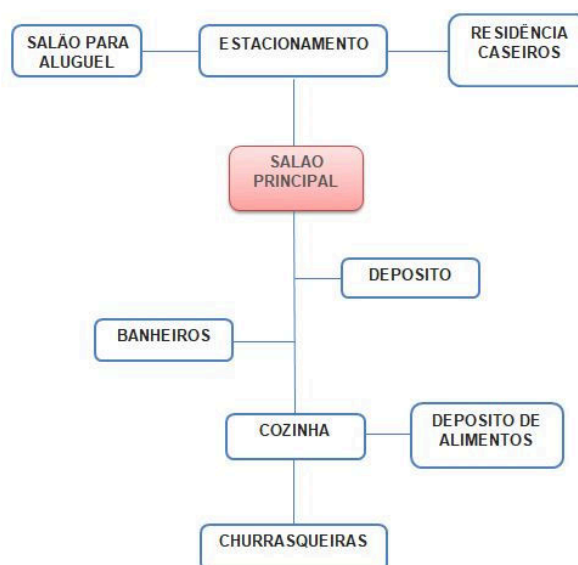 SALÃO PARA
ALUGUEL
ESTACIONAMENTO
RESIDÊNCIA
CASEIROS
SALAO
PRINCIPAL
DEPOSITO
BANHEIROS
COZINHA
DEPOSITO DE
ALIMENTOS
CHURRASQUEIRAS